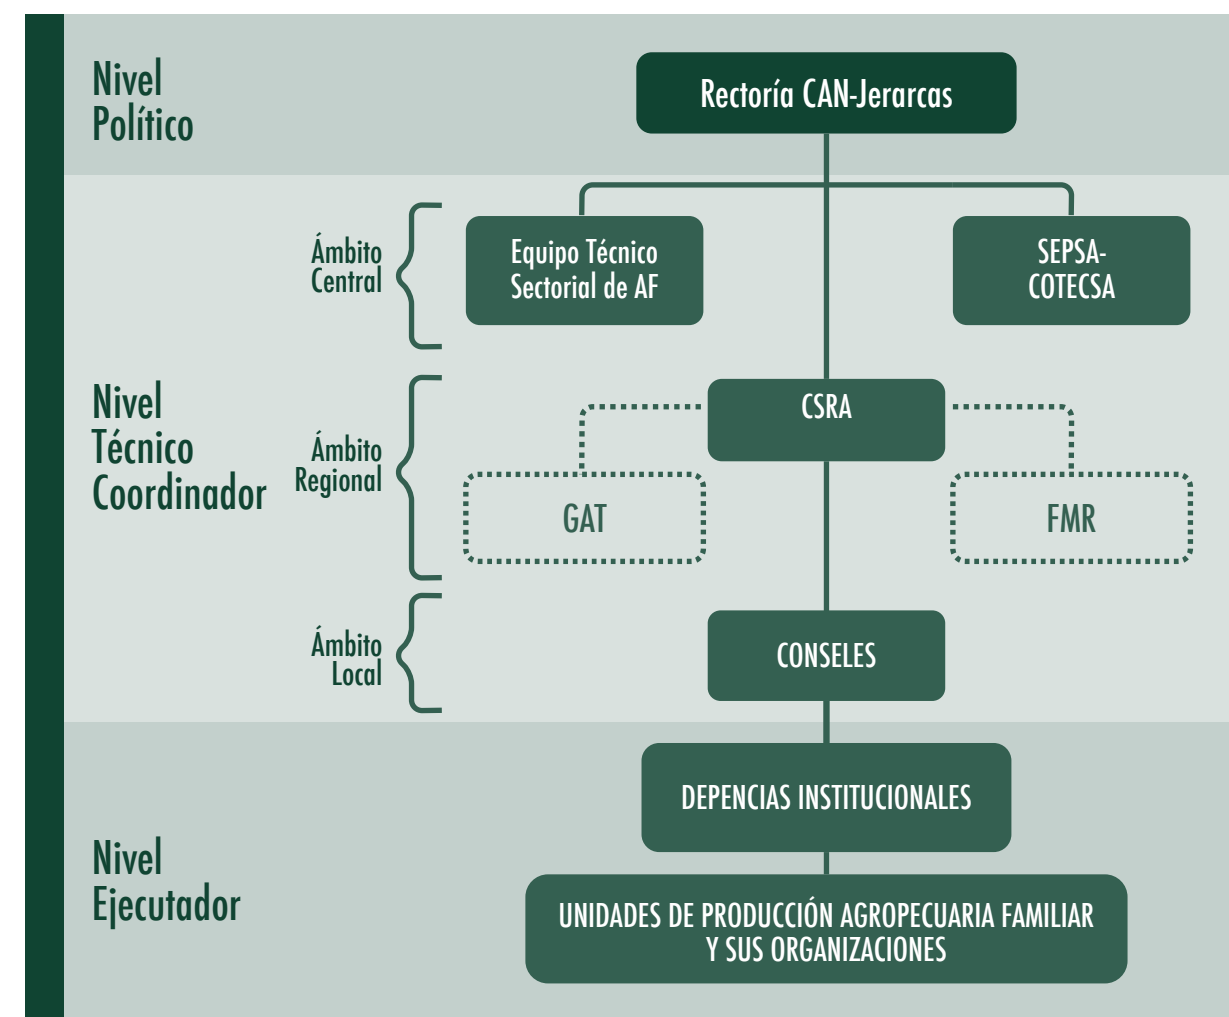 Nivel
Político
Rectoría CAN-Jerarcas
Ámbito
Central
Equipo Técnico
Sectorial de AF
SEPSA-
COTECSA
Nivel
Técnico
Coordinador
Ámbito
Regional
CSRA
GAT
FMR
Ámbito
Local
CONSELES
Nivel
Ejecutador
DEPENCIAS INSTITUCIONALES
UNIDADES DE PRODUCCIÓN AGROPECUARIA FAMILIAR
Y SUS ORGANIZACIONES